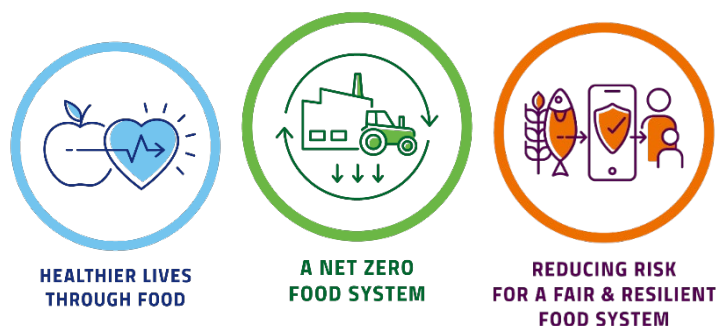 HEALTHIER LIVES
THROUGH FOOD
A NET ZERO
FOOD SYSTEM
REDUCING RISK
FOR A FAIR & RESILIENT
FOOD SYSTEM